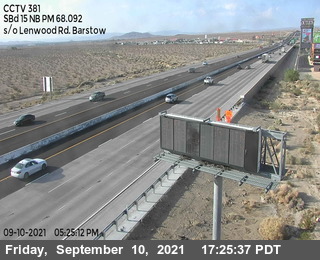 CCTV 381
SBd 15 NB PM 68.092
s/o Lenwood Rd. Barstow
09-10-2021 05:25:12 PM
Friday, September 10, 2021 17:25:37 PDT